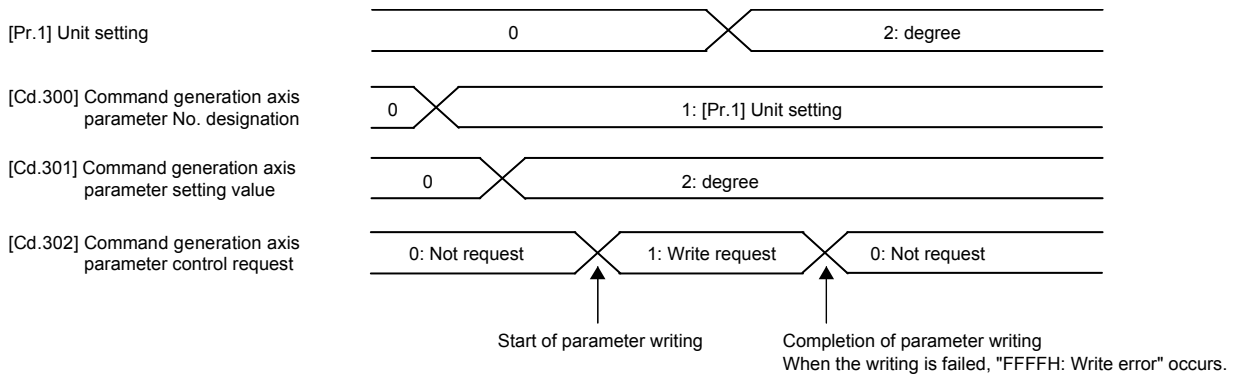 [Pr.1] Unit setting
0
2: degree
[Cd.300] Command generation axis
parameter No. designation
0
1: [Pr.1] Unit setting
[Cd.301] Command generation axis
parameter setting value
0
2: degree
[Cd.302] Command generation axis
parameter control request
0: Not request
1: Write request
0: Not request
Start of parameter writing
Completion of parameter writing
When the writing is failed, "FFFFH: Write error" occurs.